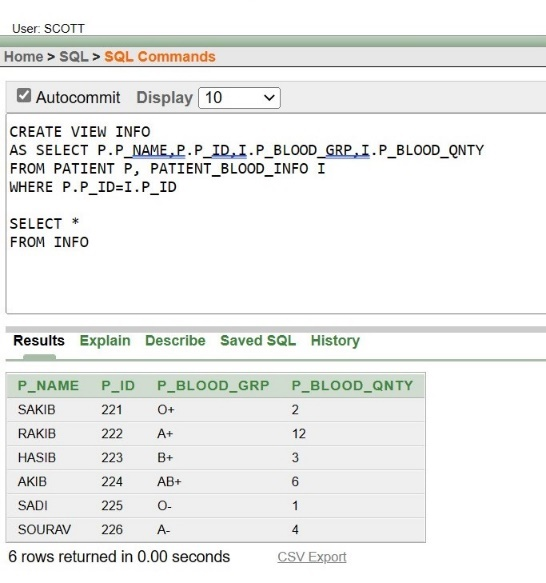 User: SCOTT
Home > SQL > SQL Commands
Autocommit Display 10
CREATE VIEW INFO
AS SELECT P.P_NAME,P.P_ID,I.P_BLOOD_GRP,I.P_BLOOD_QNTY
FROM PATIENT P, PATIENT_BLOOD_INFO I
WHERE P.P_ID=I.P_ID
SELECT *
FROM INFO
Results Explain Describe Saved SQL History
P_NAME P_ID P_BLOOD_GRP P_BLOOD_QNTY
SAKIB 221 O+ 2
RAKIB 222 A+ 12
HASIB 223 B+ 3
AKIB 224 AB+ 6
SADI 225 O- 1
SOURAV 226 A- 4
6 rows returned in 0.00 seconds CSV Export